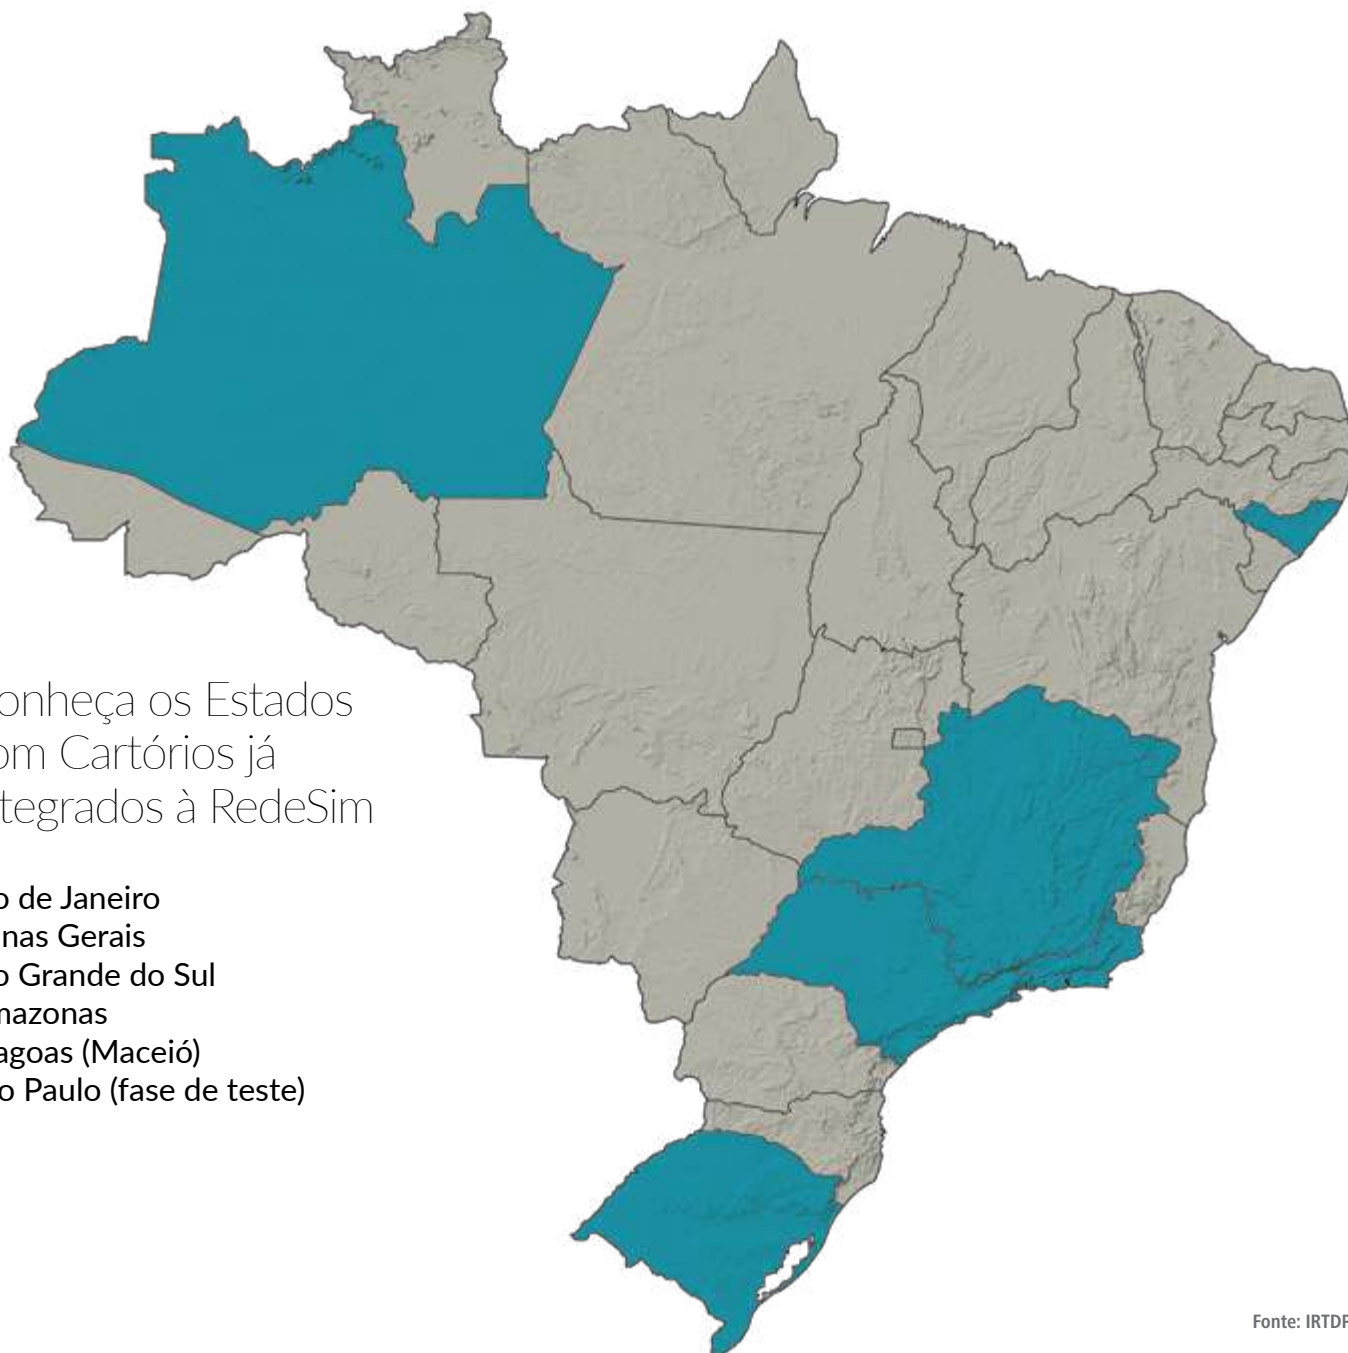 onheça os Estados
om Cartórios já
tegrados à RedeSim
o de Janeiro
nas Gerais
o Grande do Sul
mazonas
agoas (Maceió)
o Paulo (fase de teste)
Fonte: IRTDP